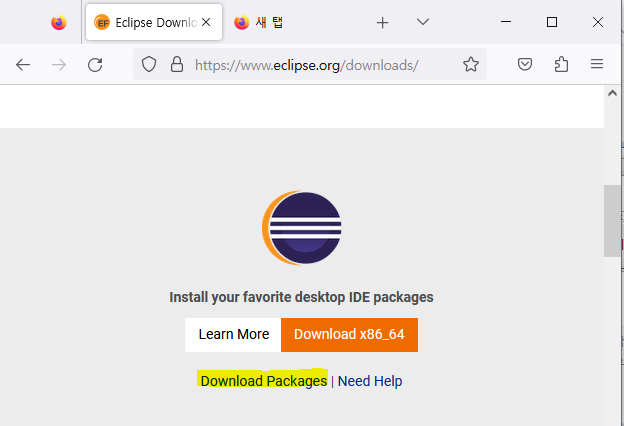 EF Eclipse Downlo
새 탭
https://www.eclipse.org/downloads/
Install your favorite desktop IDE packages
Learn More
Download x86_64
Download Packages | Need Help